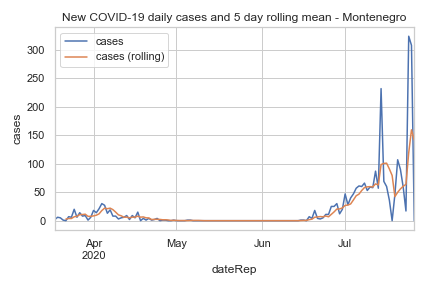 New COVID-19 daily cases and 5 day rolling mean - Montenegro
cases
cases (rolling)
300
250
200
150
100
50
0
cases
Apr
2020
May
Jun
Jul
dateRep